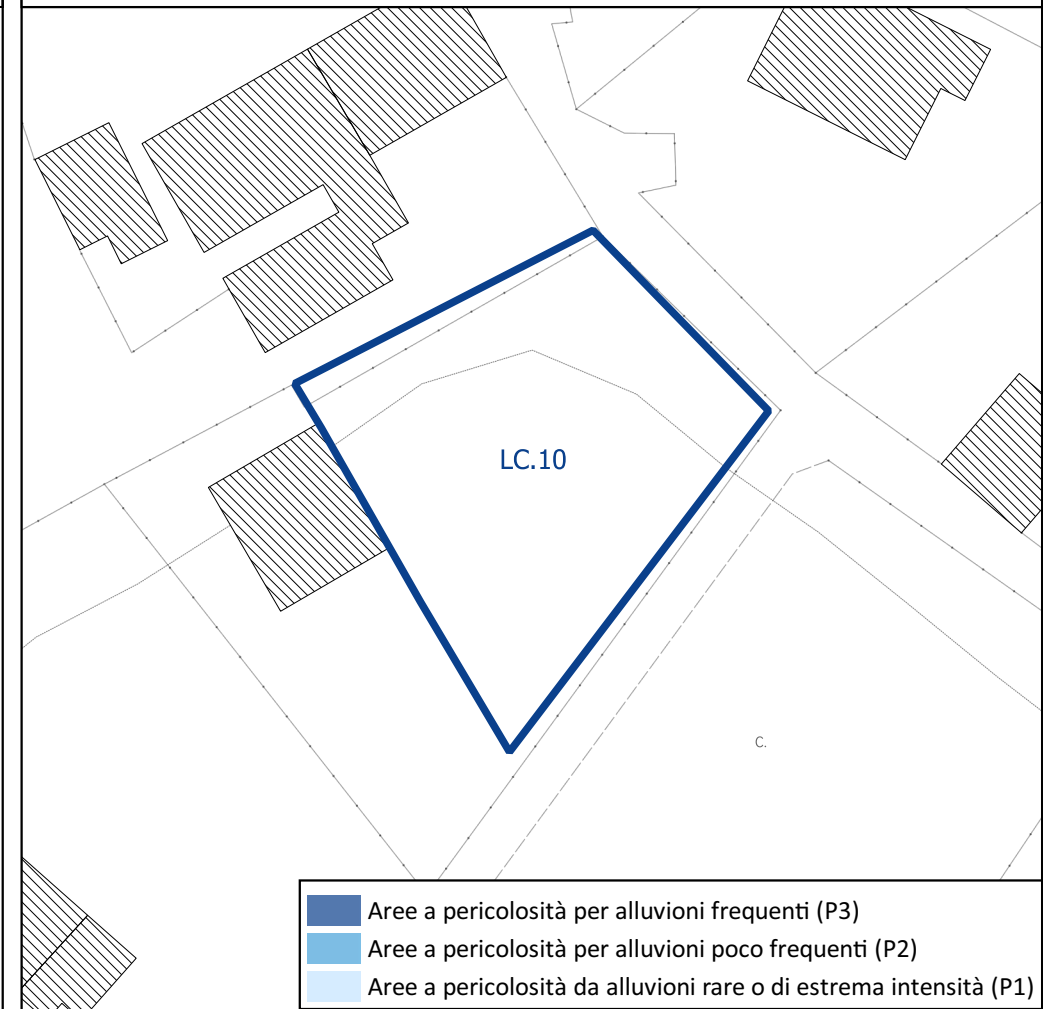 LC.10
C.
Aree a pericolosità per alluvioni frequenti (P3)
Aree a pericolosità per alluvioni poco frequenti (P2)
Aree a pericolosità da alluvioni rare o di estrema intensità (P1)